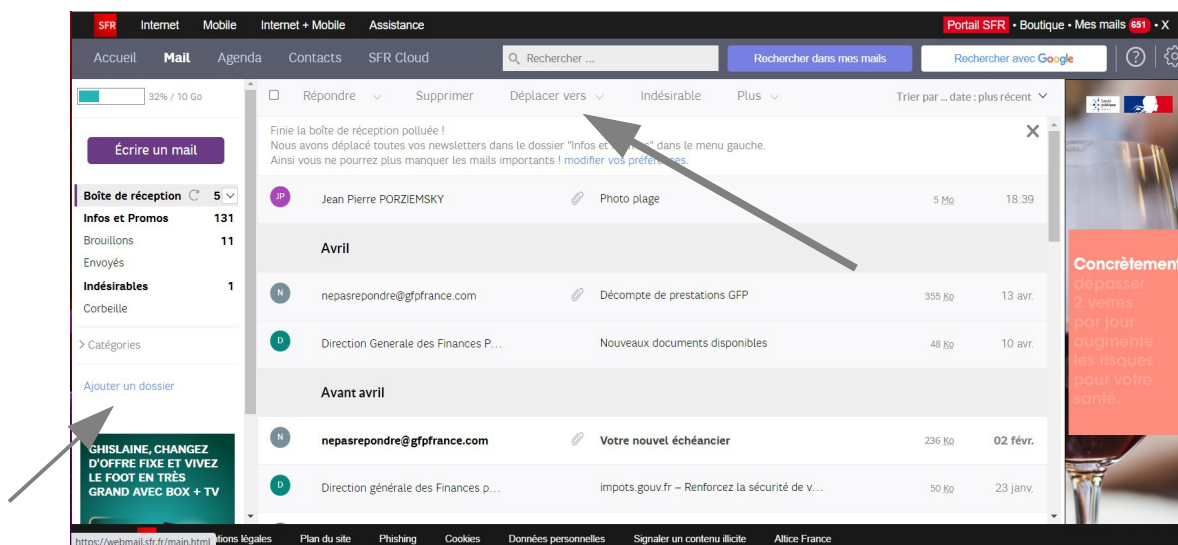 SFR Internet Mobile Internet + Mobile Assistance Portail SFR • Boutique • Mes mails 651 • X
Accueil Mail Agenda Contacts SFR Cloud Rechercher ... Rechercher dans mes mails Rechercher avec Google
32% / 10 Go
Répondre Supprimer Déplacer vers Indésirable Plus Trier par ... date : plus récent
Écrire un mail
Finie la boîte de réception polluée !
Nous avons déplacé toutes vos newsletters dans le dossier "Infos et" dans le menu gauche.
Ainsi vous ne pourrez plus manquer les mails importants ! modifier vos préférences.
Boîte de réception 5
Infos et Promos 131
Brouillons 11
Envoyés
Indésirables 1
Corbeille
> Catégories
Ajouter un dossier
JP Jean Pierre PORZIEMSKY Photo plage 5 Mo 18:39
Avril
N nepasrepondre@gfpfrance.com Décompte de prestations GFP 355 Ko 13 avr.
D Direction Generale des Finances P... Nouveaux documents disponibles 48 Ko 10 avr.
Avant avril
N nepasrepondre@gfpfrance.com Votre nouvel échéancier 236 Ko 02 févr.
D Direction générale des Finances p... impots.gouv.fr – Renforcez la sécurité de v... 50 Ko 23 janv.
GHISLAINE, CHANGEZ
D'OFFRE FIXE ET VIVEZ
LE FOOT EN TRÈS
GRAND AVEC BOX + TV
Concrètement
dépasser
2 verres
par jour
augmente
les risques
pour votre
santé.
https://webmail.sfr.fr/main.html tions légales Plan du site Phishing Cookies Données personnelles Signaler un contenu illicite Altice France